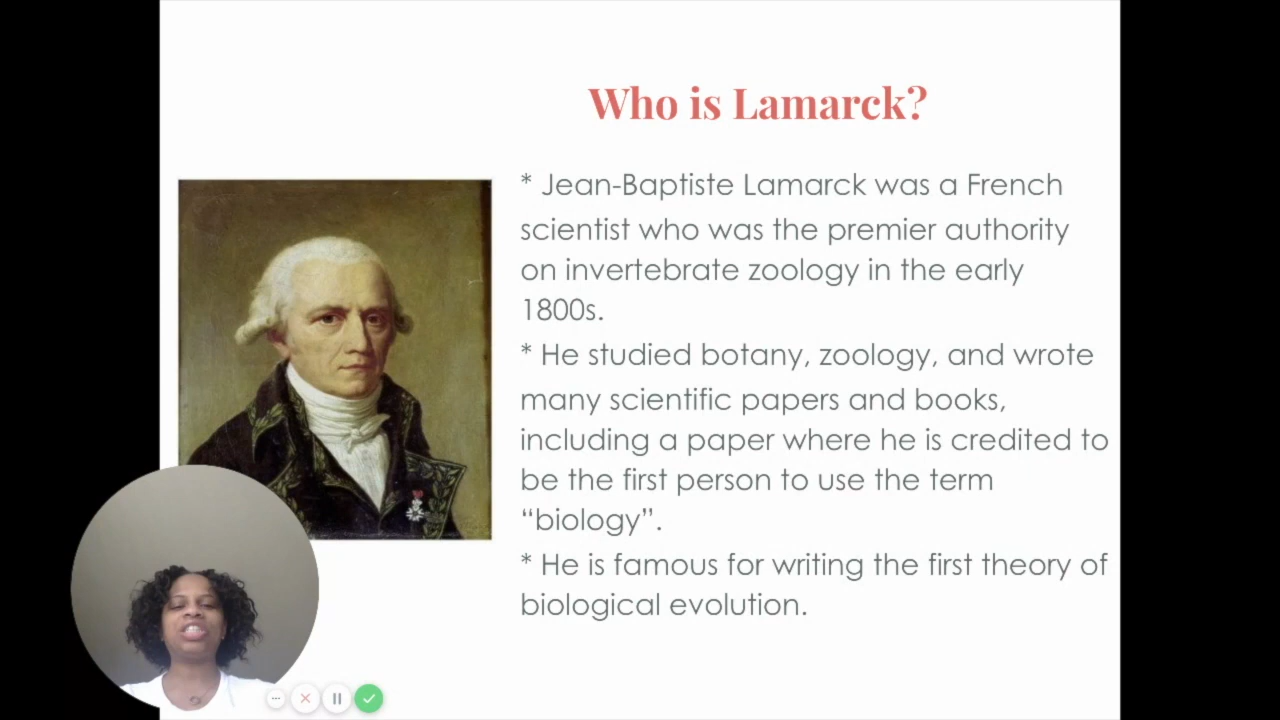 Who is Lamarck?
* Jean-Baptiste Lamarck was a French
scientist who was the premier authority
on invertebrate zoology in the early
1800s.
* He studied botany, zoology, and wrote
many scientific papers and books,
including a paper where he is credited to
be the first person to use the term
“biology”.
* He is famous for writing the first theory of
biological evolution.